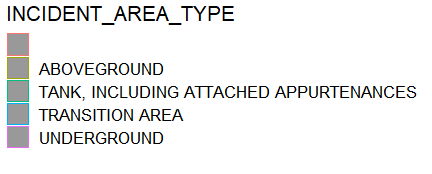 INCIDENT_AREA_TYPE
ABOVEGROUND
TANK, INCLUDING ATTACHED APPURTENANCES
TRANSITION AREA
UNDERGROUND